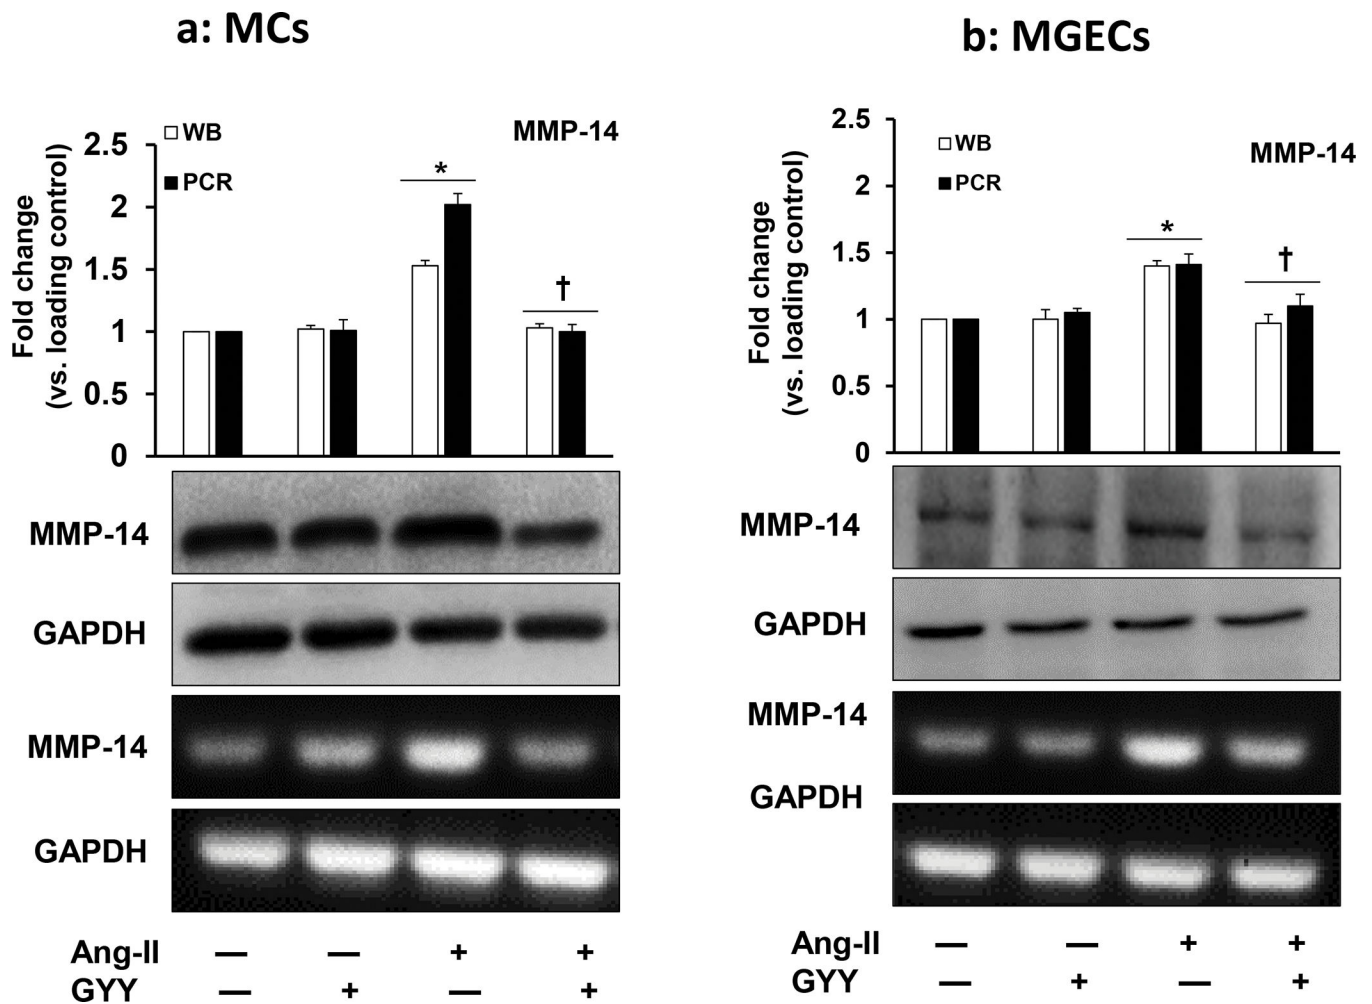 a: MCs
WB
PCR
MMP-14
Fold change
(vs. loading control)
2.5
2
1.5
1
0.5
0
*
†
MMP-14
GAPDH
MMP-14
GAPDH
Ang-II — — + +
GYY — + — +
b: MGECs
WB
PCR
MMP-14
Fold change
(vs. loading control)
2.5
2
1.5
1
0.5
0
*
†
MMP-14
GAPDH
MMP-14
GAPDH
Ang-II — — + +
GYY — + — +